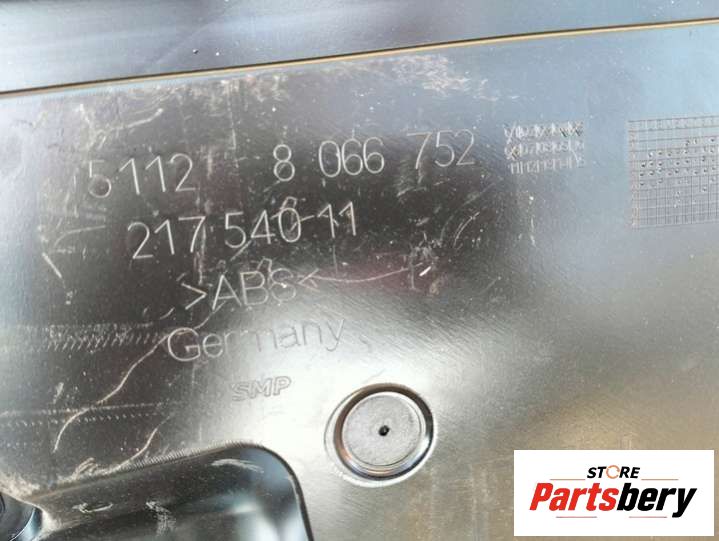 5112 8 066 752
217 540-11
>ABS<
Germany
SMP
STORE
Partsbery